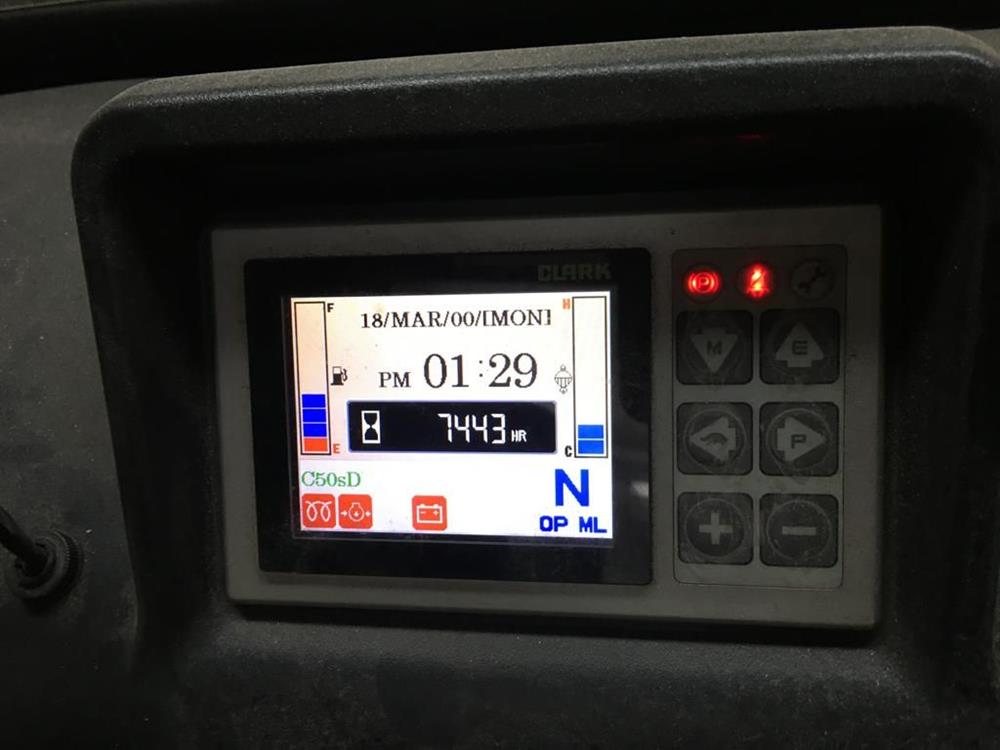 CLARK
F
18/MAR/00/[MON]
H
PM 01:29
7443 HR
E
C
C50sD
N
OP ML
P
M
E
P